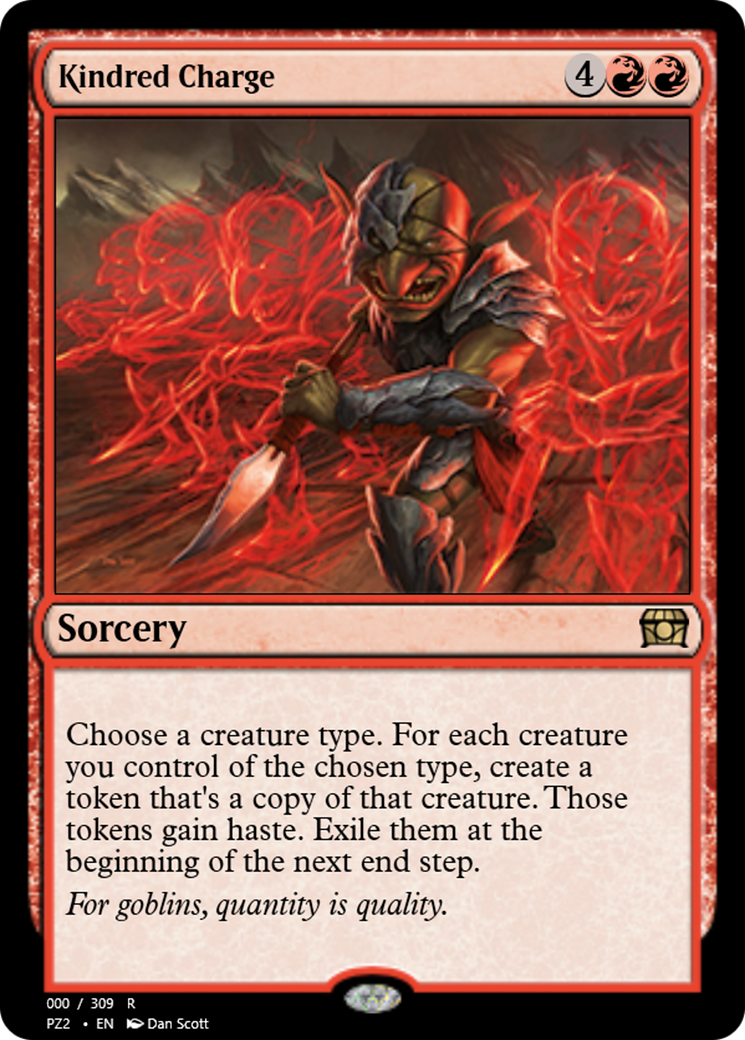 Kindred Charge 4
Sorcery
Choose a creature type. For each creature
you control of the chosen type, create a
token that's a copy of that creature. Those
tokens gain haste. Exile them at the
beginning of the next end step.
For goblins, quantity is quality.
000 / 309 R
PZ2 • EN Dan Scott